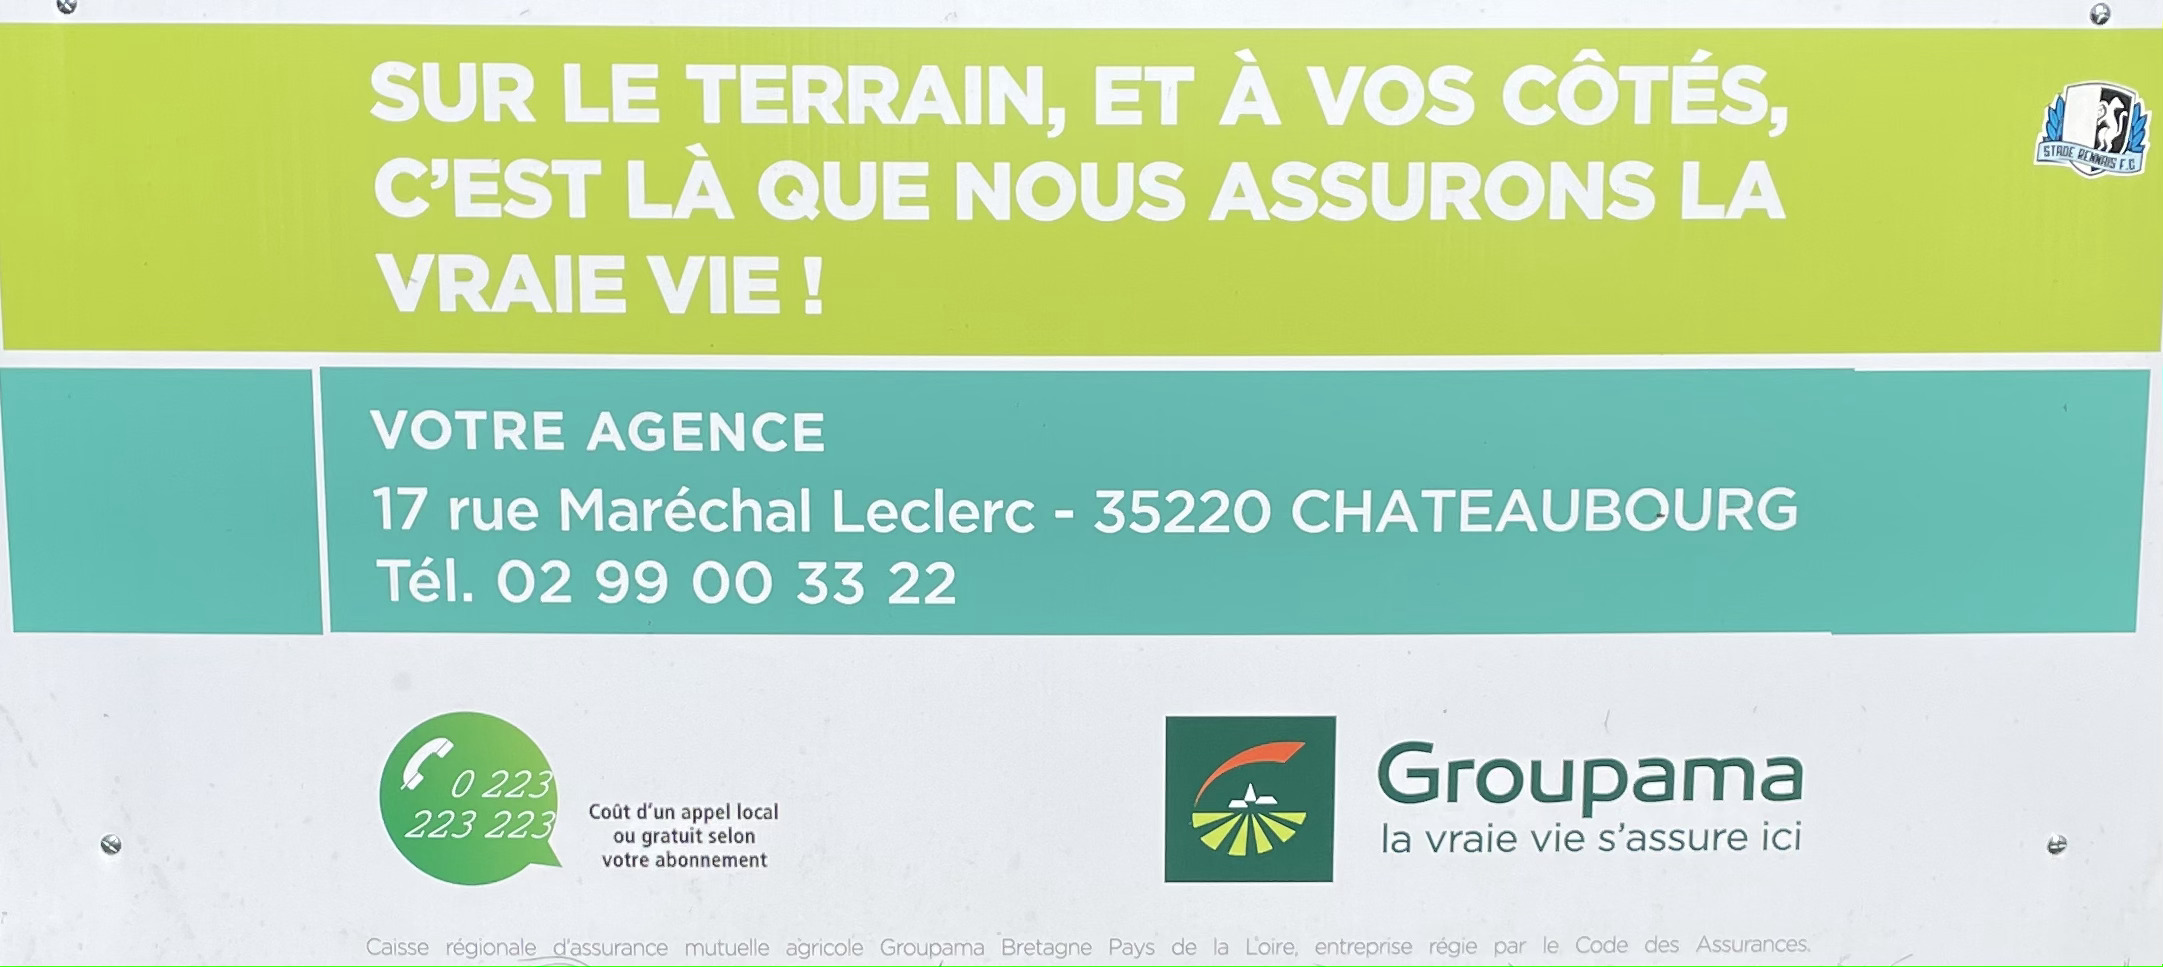 SUR LE TERRAIN, ET À VOS CÔTÉS,
C'EST LÀ QUE NOUS ASSURONS LA
VRAIE VIE !
STADE RENNAIS F.C
VOTRE AGENCE
17 rue Maréchal Leclerc - 35220 CHATEAUBOURG
Tél. 02 99 00 33 22
0 223
223 223
Coût d'un appel local
ou gratuit selon
votre abonnement
Groupama
la vraie vie s'assure ici
Caisse régionale d'assurance mutuelle agricole Groupama Bretagne Pays de la Loire, entreprise régie par le Code des Assurances.